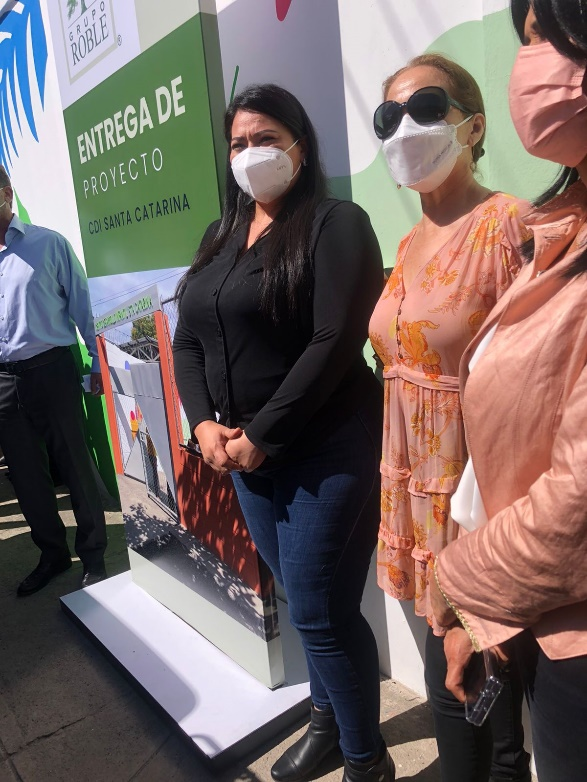 GRUPO
ROBLE®
ENTREGA DE
PROYECTO
CDI SANTA CATARINA